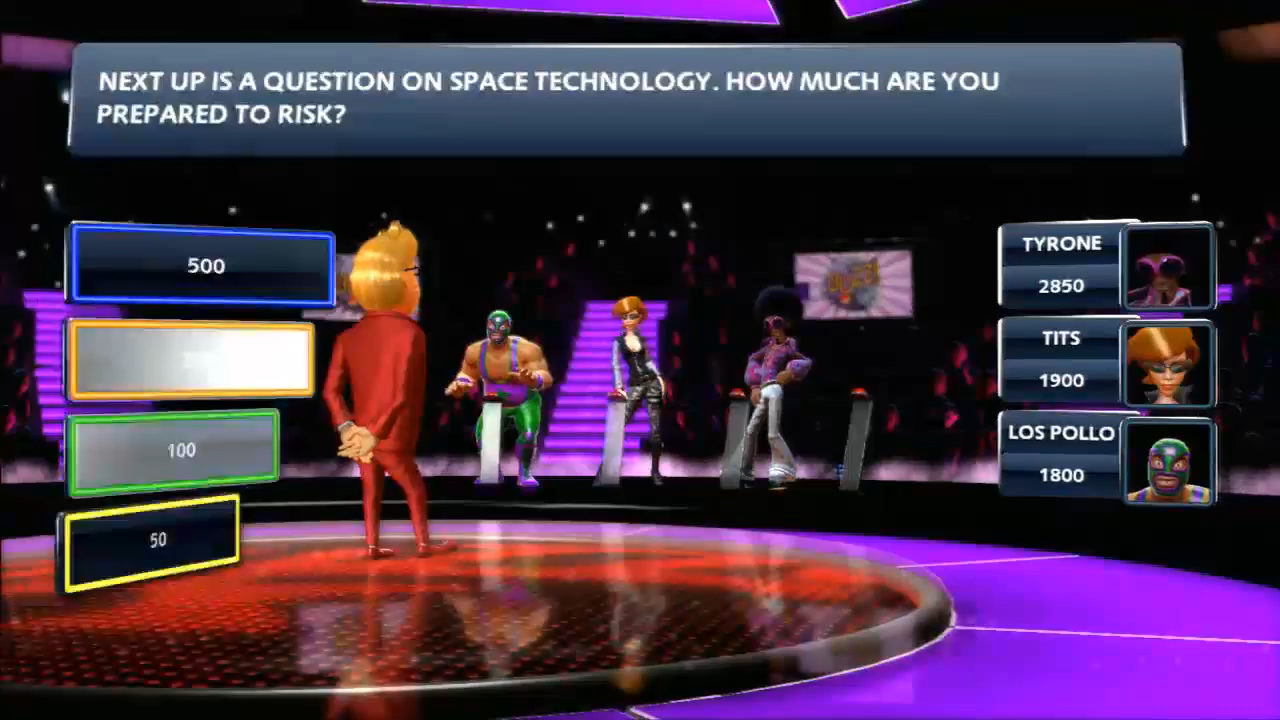 NEXT UP IS A QUESTION ON SPACE TECHNOLOGY. HOW MUCH ARE YOU
PREPARED TO RISK?
500
100
50
TYRONE
2850
TITS
1900
LOS POLLO
1800